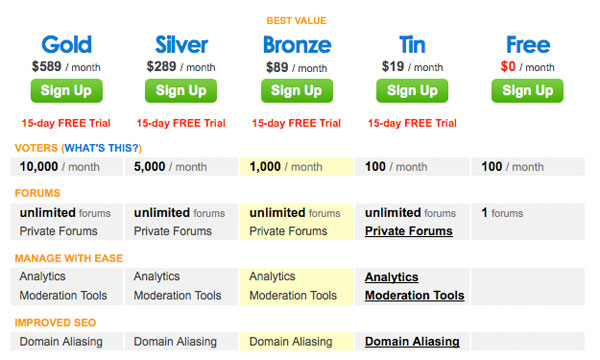 BEST VALUE
Gold Silver Bronze Tin Free
$589 / month $289 / month $89 / month $19 / month $0 / month
Sign Up Sign Up Sign Up Sign Up Sign Up
15-day FREE Trial 15-day FREE Trial 15-day FREE Trial 15-day FREE Trial
VOTERS (WHAT'S THIS?)
10,000 / month 5,000 / month 1,000 / month 100 / month 100 / month
FORUMS
unlimited forums unlimited forums unlimited forums unlimited forums 1 forums
Private Forums Private Forums Private Forums Private Forums
MANAGE WITH EASE
Analytics Analytics Analytics Analytics
Moderation Tools Moderation Tools Moderation Tools Moderation Tools
IMPROVED SEO
Domain Aliasing Domain Aliasing Domain Aliasing Domain Aliasing